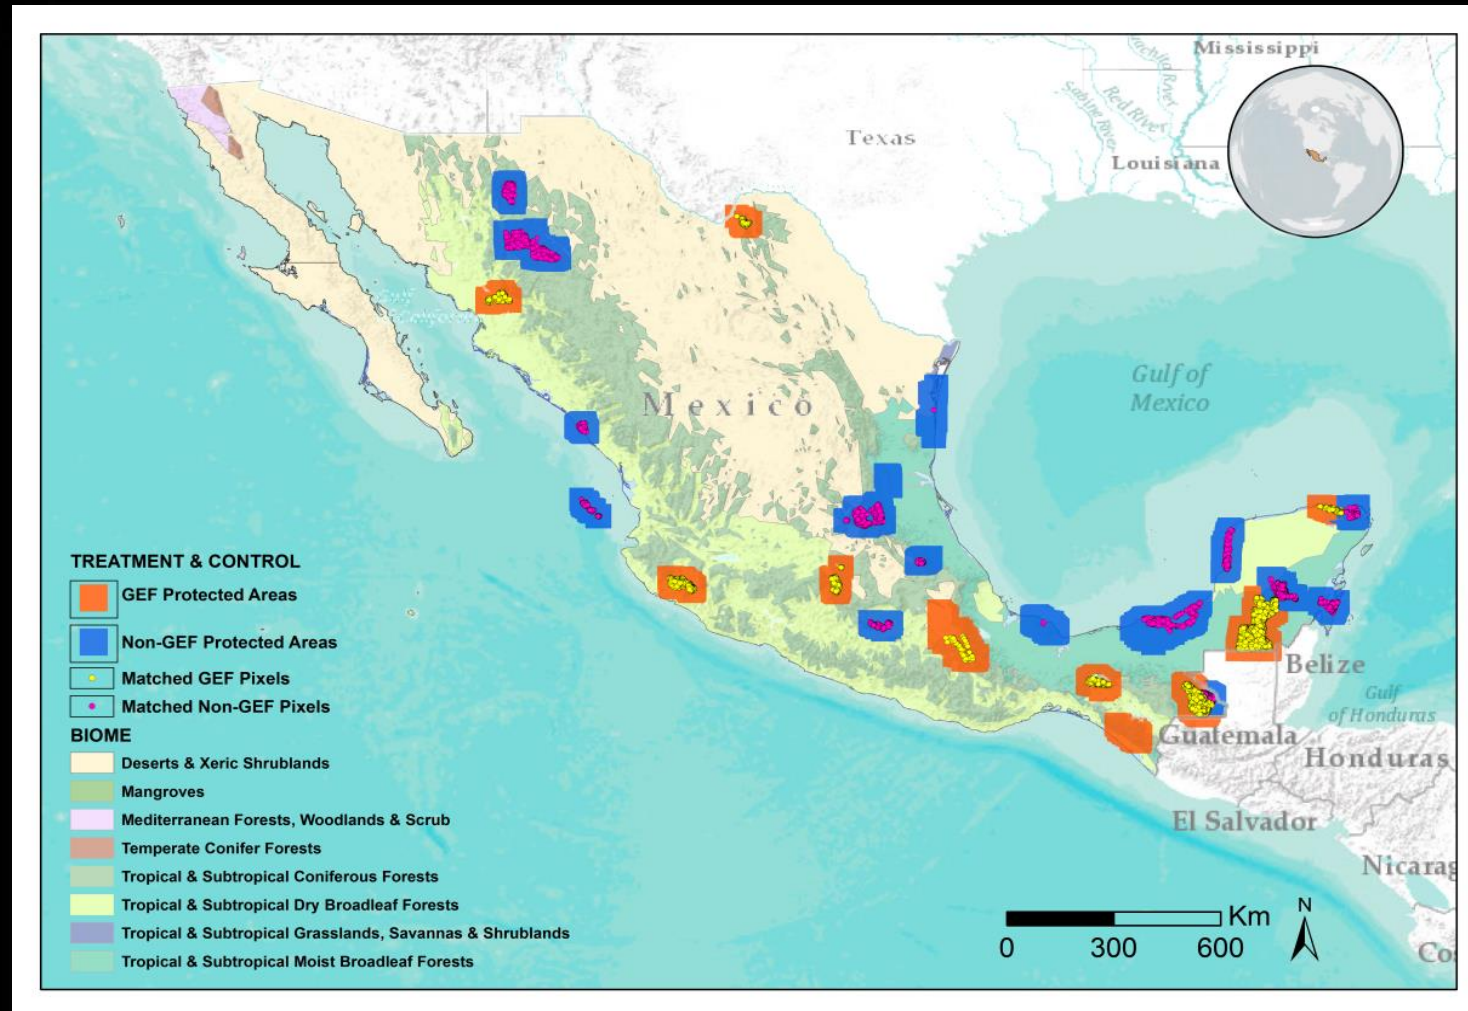 Mississippi
Texas
Sabine River
Red River
Louisiana
Mexico
Gulf of
Mexico
TREATMENT & CONTROL
GEF Protected Areas
Non-GEF Protected Areas
Matched GEF Pixels
Matched Non-GEF Pixels
BIOME
Deserts & Xeric Shrublands
Mangroves
Mediterranean Forests, Woodlands & Scrub
Temperate Conifer Forests
Tropical & Subtropical Coniferous Forests
Tropical & Subtropical Dry Broadleaf Forests
Tropical & Subtropical Grasslands, Savannas & Shrublands
Tropical & Subtropical Moist Broadleaf Forests
Belize
Gulf
of Honduras
Guatemala
Honduras
El Salvador
Nicarag
Cos
Km
N
0 300 600